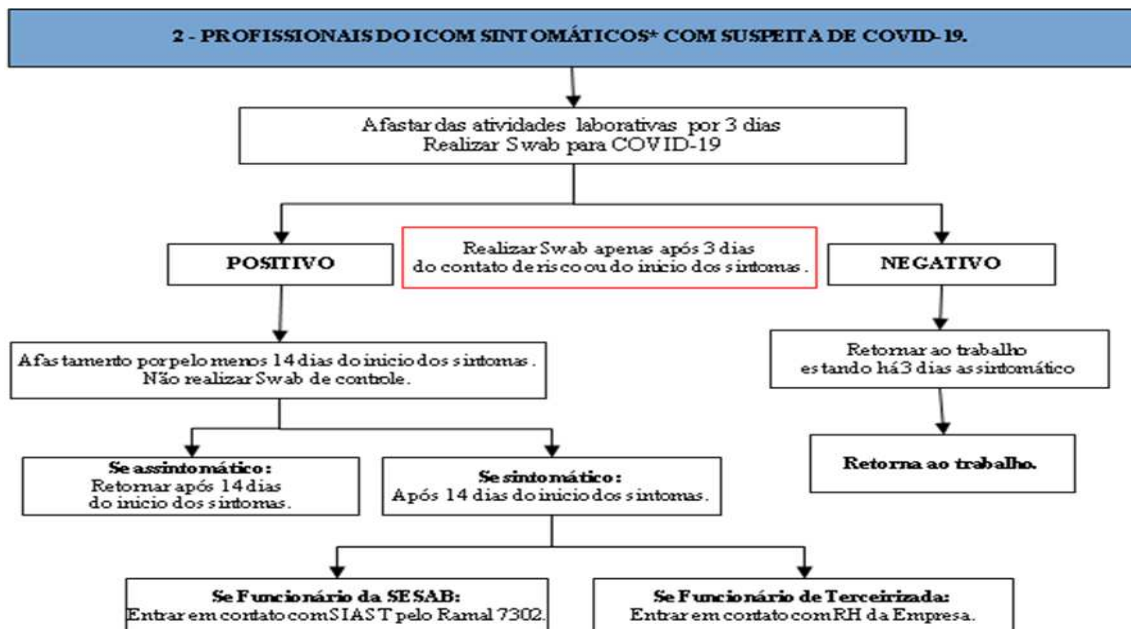 2 - PROFISSIONAIS DO ICOM SINTOMÁTICOS* COM SUSPEITA DE COVID-19.
Afastar das atividades laborativas por 3 dias
Realizar Swab para COVID-19
POSITIVO
Realizar Swab apenas após 3 dias
do contato de risco ou do inicio dos sintomas.
NEGATIVO
Afastamento por pelo menos 14 dias do inicio dos sintomas.
Não realizar Swab de controle.
Retornar ao trabalho
estando há 3 dias assintomático
Se assintomático:
Retornar após 14 dias
do inicio dos sintomas.
Se sintomático:
Após 14 dias do inicio dos sintomas.
Retorna ao trabalho.
Se Funcionário da SESAB:
Entrar em contato com SIAST pelo Ramal 7302.
Se Funcionário de Terceirizada:
Entrar em contato com RH da Empresa.